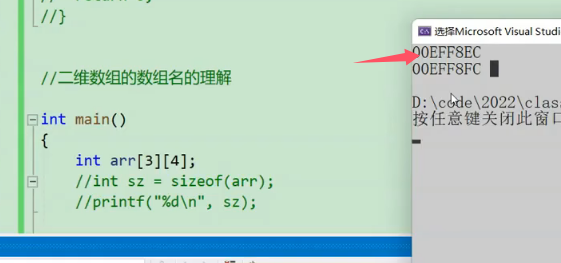 //}
//二维数组的数组名的理解
int main()
{
int arr[3][4];
//int sz = sizeof(arr);
//printf("%d\n", sz);
选择Microsoft Visual Studi
00EFF8EC
00EFF8FC
D:\code\2022\clas
按任意键关闭此窗口